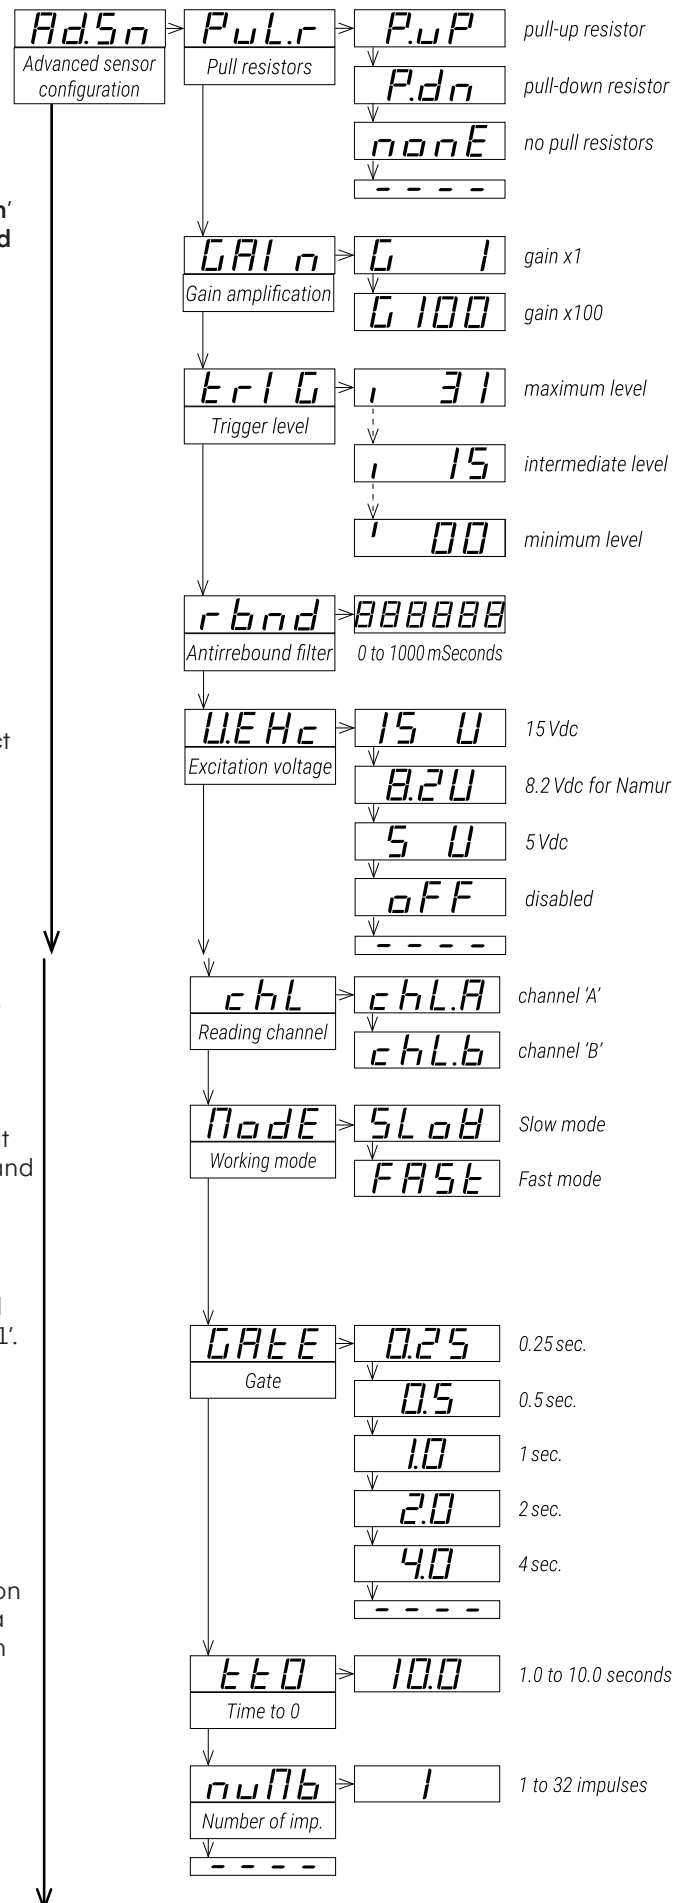 Ad.Sn
Advanced sensor
configuration
PuL.r
Pull resistors
P.uP
pull-up resistor
P.dn
pull-down resistor
nonE
no pull resistors
- - - -
n'
d
GAI n
Gain amplification
G 1
gain x1
G 100
gain x100
trI G
Trigger level
31
maximum level
15
intermediate level
00
minimum level
rbnd
Antirrebound filter
888888
0 to 1000 mSeconds
V.EHc
Excitation voltage
15 V
15 Vdc
ct
8.2V
8.2 Vdc for Namur
5 V
5 Vdc
oFF
disabled
- - - -
chL
Reading channel
chL.A
channel 'A'
chL.b
channel 'B'
ModE
Working mode
SLoW
Slow mode
lt
and
FASt
Fast mode
1'.
GAtE
Gate
0.25
0.25 sec.
0.5
0.5 sec.
1.0
1 sec.
2.0
2 sec.
4.0
4 sec.
- - - -
on
a
n
tt0
Time to 0
10.0
1.0 to 10.0 seconds
nuMb
Number of imp.
1
1 to 32 impulses
- - - -